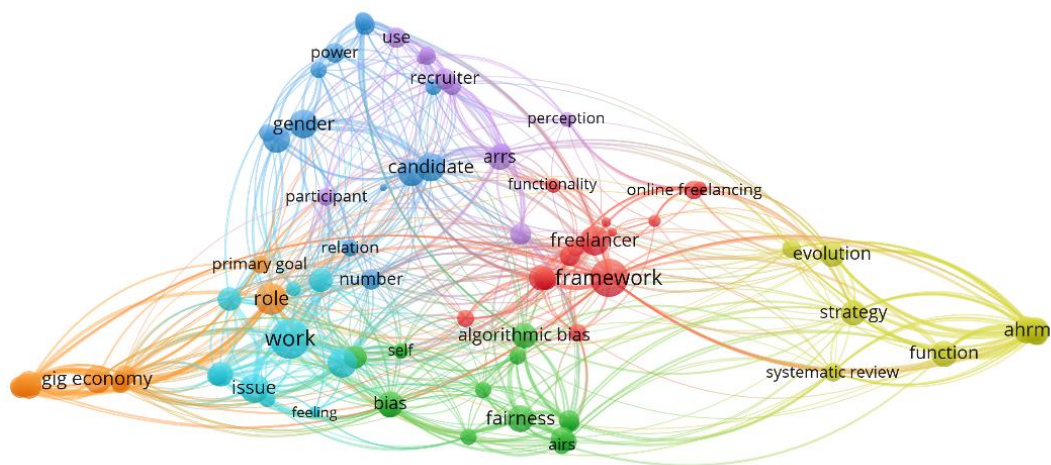 use
power
recruiter
perception
gender
arrs
candidate
functionality
online freelancing
participant
freelancer
relation
evolution
primary goal
number
framework
role
strategy
ahrm
work
algorithmic bias
self
function
gig economy
systematic review
issue
bias
feeling
fairness
airs